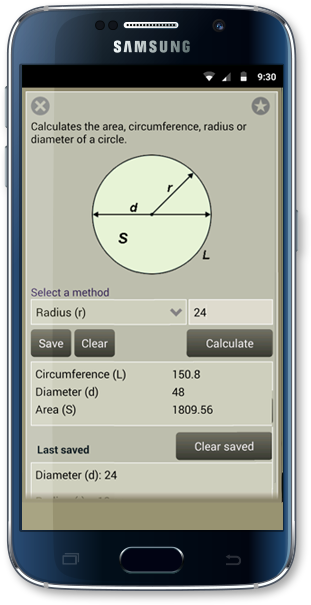 SAMSUNG
9:30
Calculates the area, circumference, radius or
diameter of a circle.
r
d
S
L
Select a method
Radius (r) 24
Save Clear Calculate
Circumference (L) 150.8
Diameter (d) 48
Area (S) 1809.56
Last saved Clear saved
Diameter (d): 24